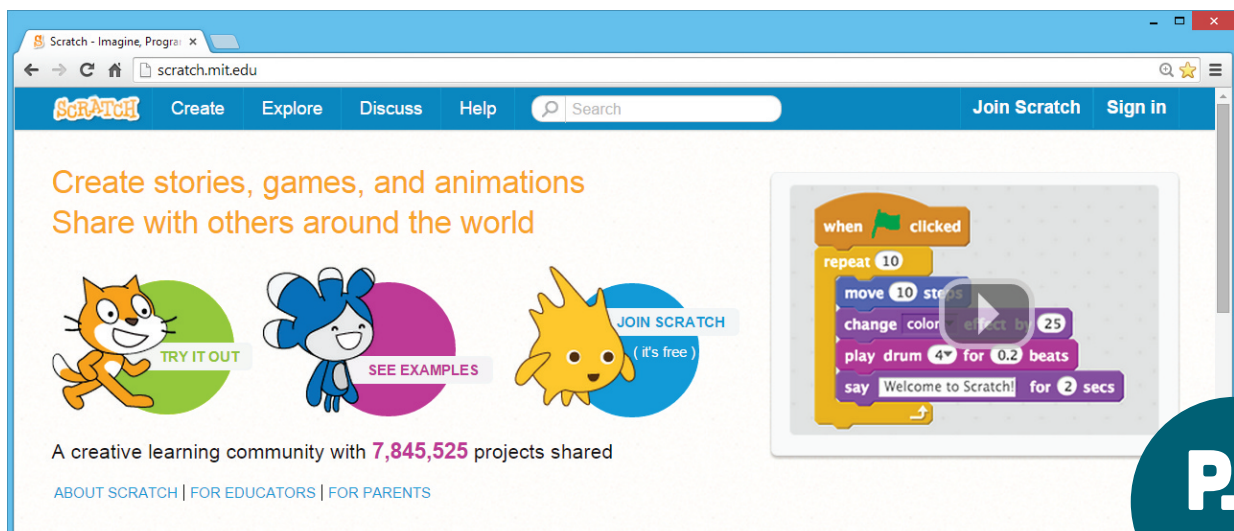 Scratch - Imagine, Progra
scratch.mit.edu
SCRATCH Create Explore Discuss Help Search Join Scratch Sign in
Create stories, games, and animations
Share with others around the world
TRY IT OUT
SEE EXAMPLES
JOIN SCRATCH
( it's free )
when clicked
repeat 10
move 10 steps
change color effect by 25
play drum 4 for 0.2 beats
say Welcome to Scratch! for 2 secs
A creative learning community with 7,845,525 projects shared
ABOUT SCRATCH | FOR EDUCATORS | FOR PARENTS
P.